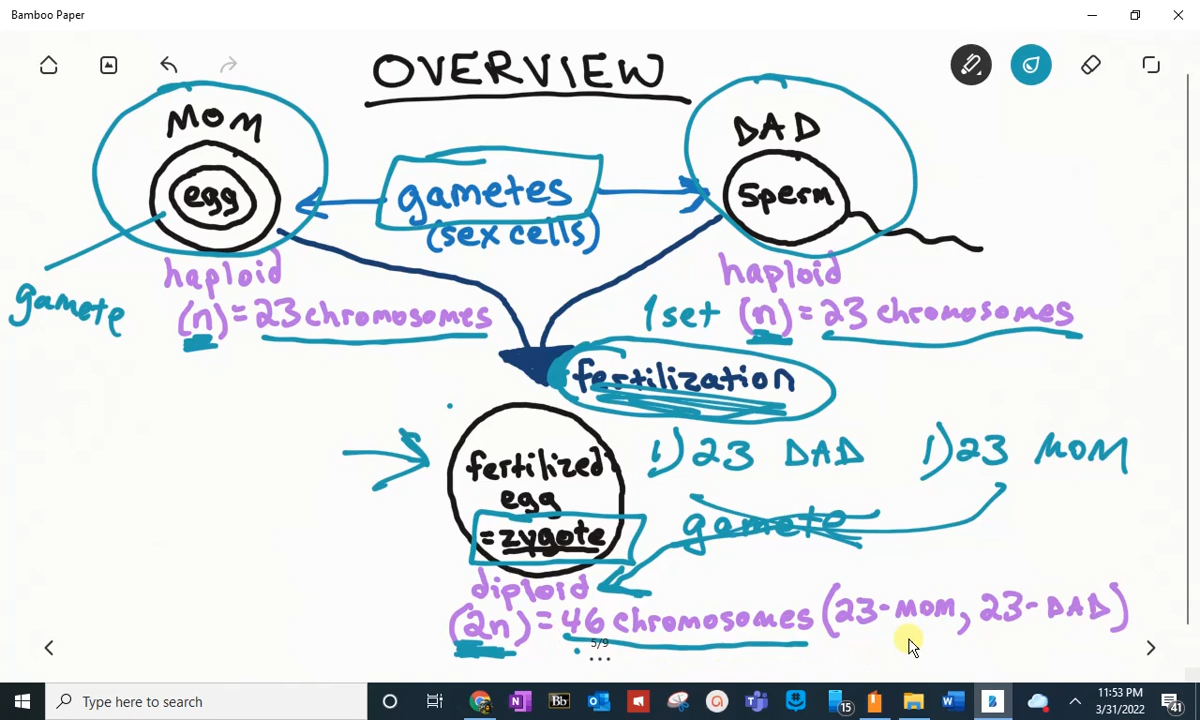 Bamboo Paper
OVERVIEW
MOM
DAD
egg
gametes
sperm
(sex cells)
haploid
haploid
gamete
(n) = 23 chromosomes
1 set (n) = 23 chromosomes
fertilization
fertilized
egg
= zygote
1) 23 DAD
1) 23 MOM
gamete
diploid
(2n) = 46 chromosomes (23-MOM, 23-DAD)
5/9
Type here to search
15
11:53 PM
3/31/2022
41